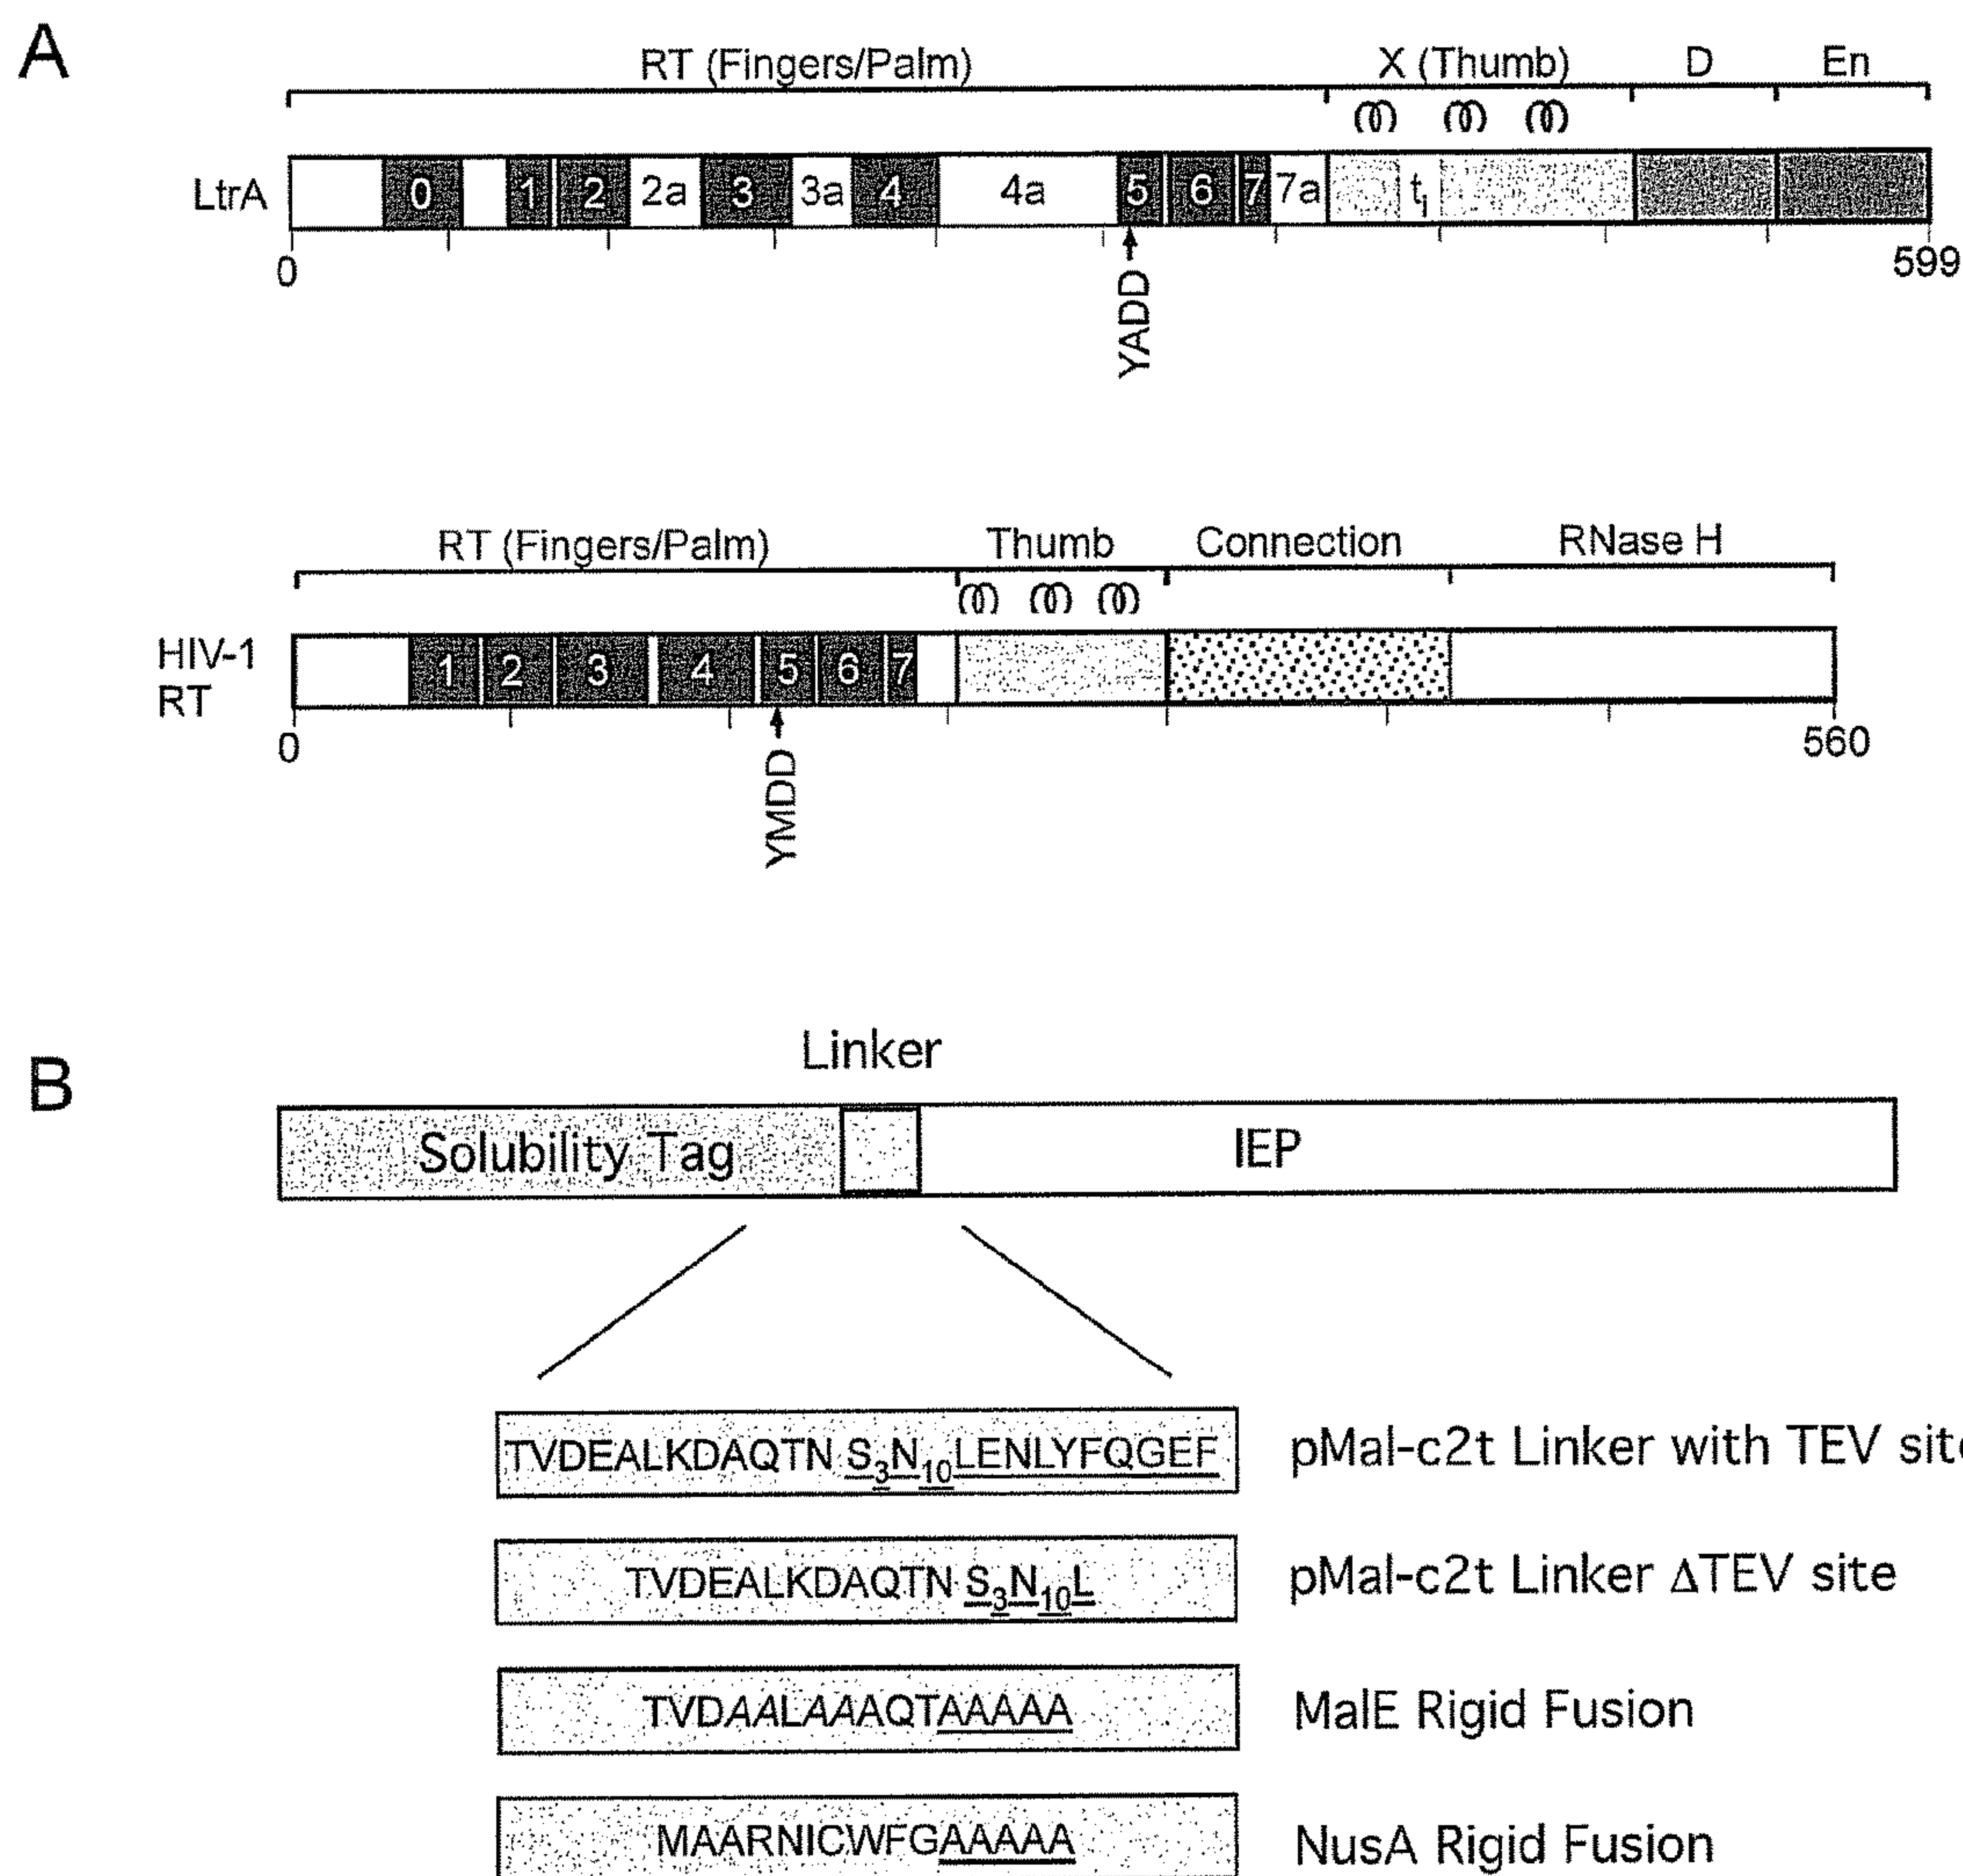 A
RT (Fingers/Palm) X (Thumb) D En
LtrA 0 1 2 2a 3 3a 4 4a 5 6 7 7a ti
0 599
YADD
RT (Fingers/Palm) Thumb Connection RNase H
HIV-1 RT 1 2 3 4 5 6 7
0 560
YMDD
B
Linker
Solubility Tag IEP
TVDEALKDAQTN S3N10LENLYFQGEF pMal-c2t Linker with TEV site
TVDEALKDAQTN S3N10L pMal-c2t Linker ΔTEV site
TVDAALAAAQTAAAAA MalE Rigid Fusion
MAARNICWFGAAAAA NusA Rigid Fusion